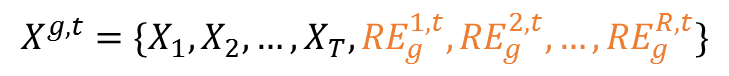 X^{g,t} = {X_1, X_2, …, X_T, RE_g^{1,t}, RE_g^{2,t}, …, RE_g^{R,t}}